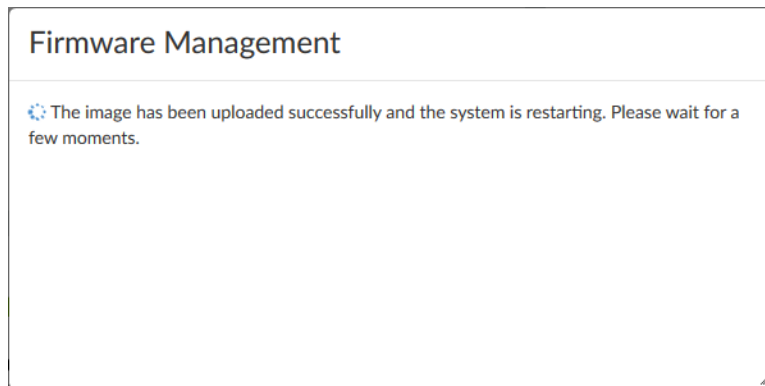 Firmware Management
The image has been uploaded successfully and the system is restarting. Please wait for a
few moments.